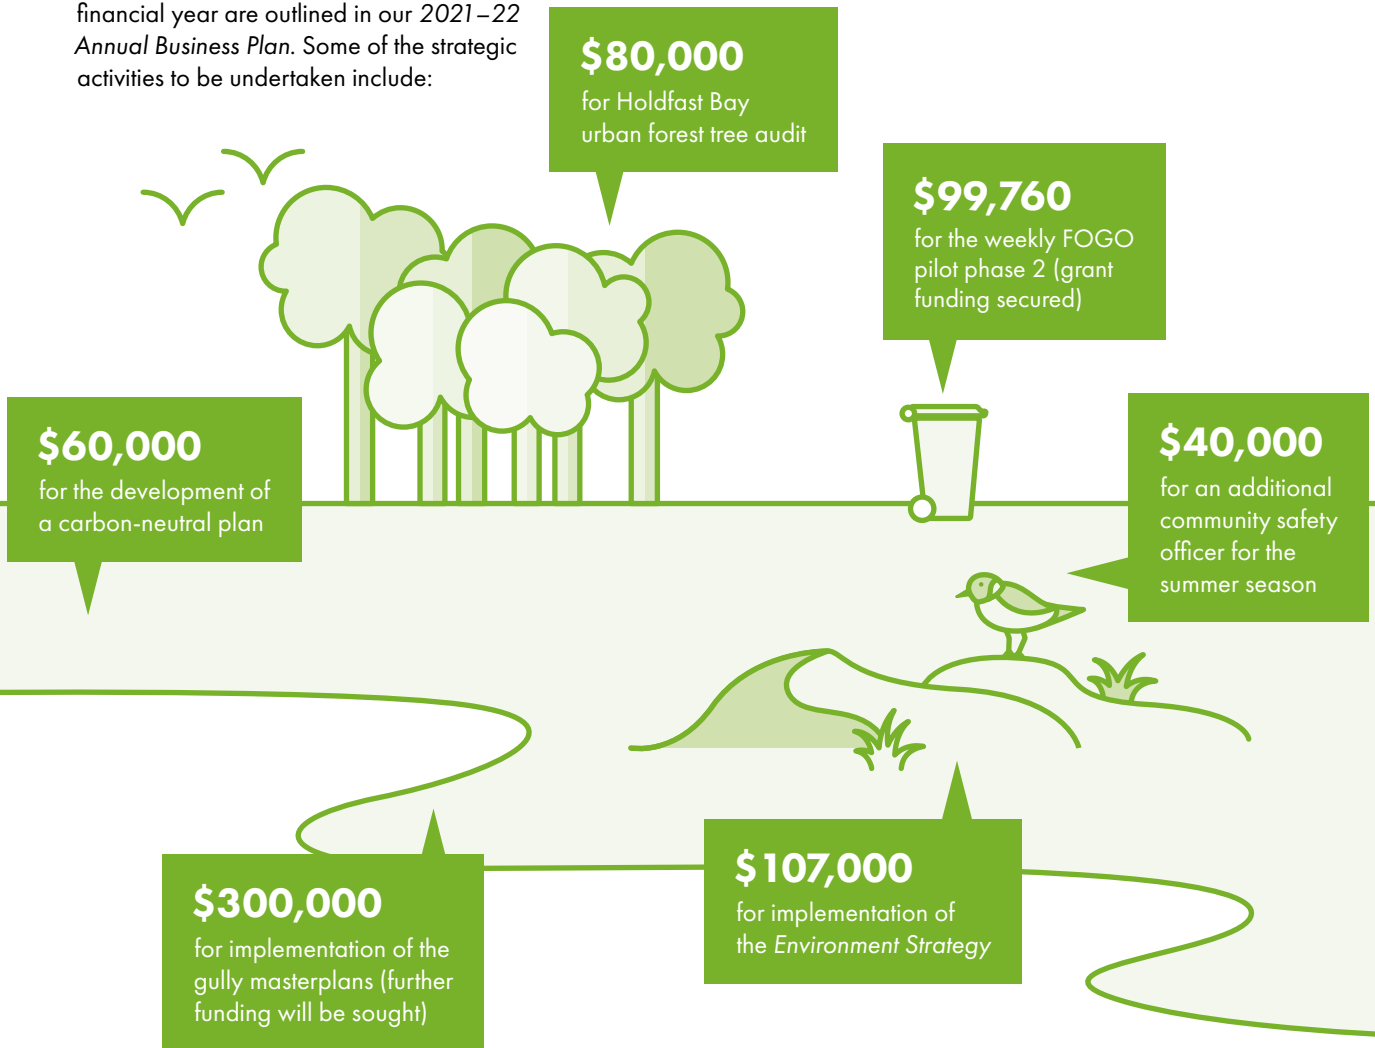 financial year are outlined in our 2021–22
Annual Business Plan. Some of the strategic
activities to be undertaken include:
$80,000
for Holdfast Bay
urban forest tree audit
$99,760
for the weekly FOGO
pilot phase 2 (grant
funding secured)
$60,000
for the development of
a carbon-neutral plan
$40,000
for an additional
community safety
officer for the
summer season
$300,000
for implementation of the
gully masterplans (further
funding will be sought)
$107,000
for implementation of
the Environment Strategy